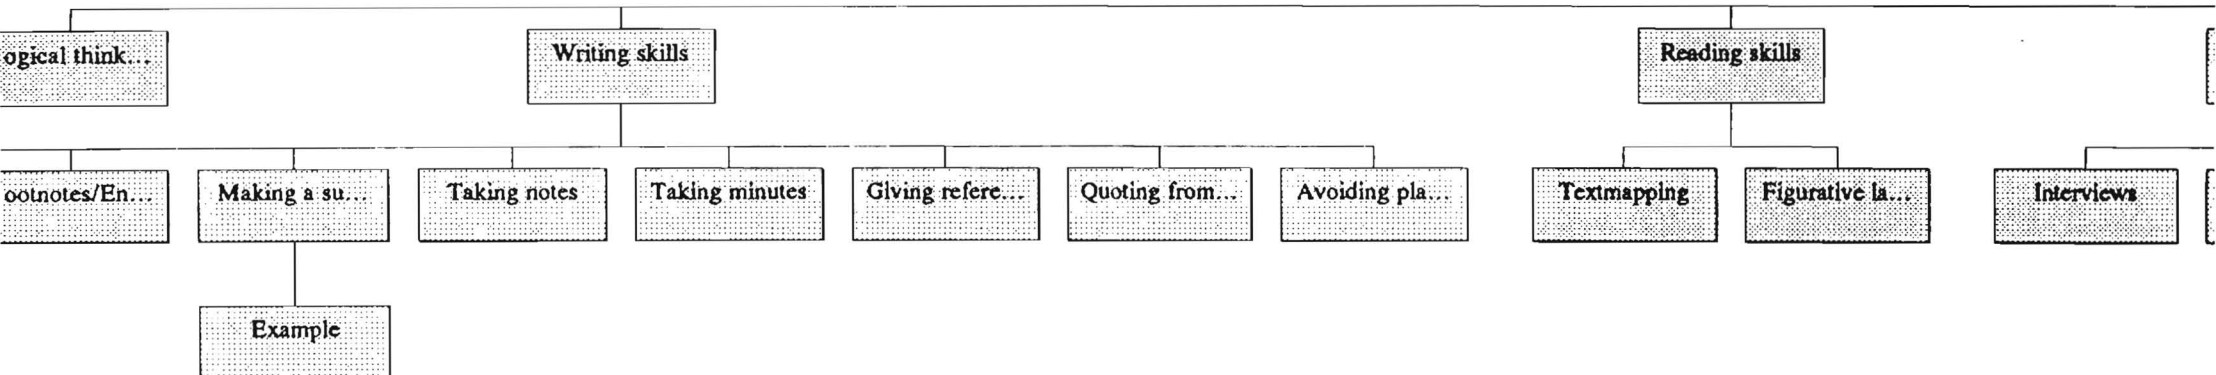 ogical think...
Writing skills
Reading skills
ootnotes/En...
Making a su...
Taking notes
Taking minutes
Giving refere...
Quoting from...
Avoiding pla...
Textmapping
Figurative la...
Interviews
Example